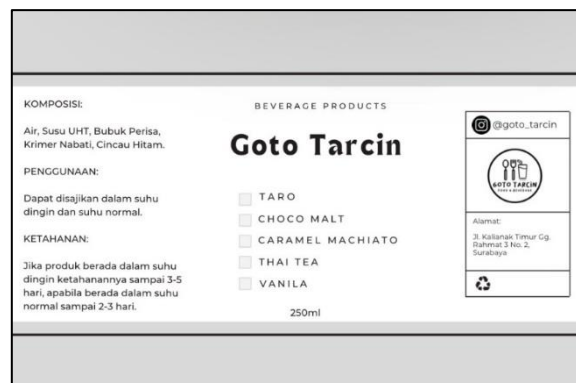 KOMPOSISI:
Air, Susu UHT, Bubuk Perisa,
Krimer Nabati, Cincau Hitam.
PENGGUNAAN:
Dapat disajikan dalam suhu
dingin dan suhu normal.
KETAHANAN:
Jika produk berada dalam suhu
dingin ketahanannya sampai 3-5
hari, apabila berada dalam suhu
normal sampai 2-3 hari.
BEVERAGE PRODUCTS
Goto Tarcin
TARO
CHOCO MALT
CARAMEL MACHIATO
THAI TEA
VANILA
250ml
@goto_tarcin
GOTO TARCIN
FOOD & BEVERAGE
Alamat:
Jl. Kalianak Timur Gg.
Rahmat 3 No. 2,
Surabaya